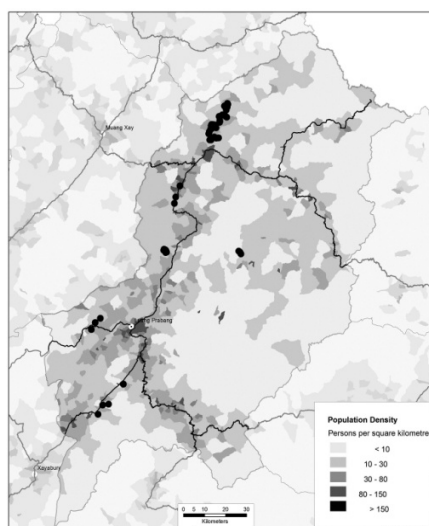 Muang Xay
Luang Prabang
Kayabury
Population Density
Persons per square kilometre
< 10
10 - 30
30 - 80
80 - 150
> 150
0 5 10 20 30
Kilometers